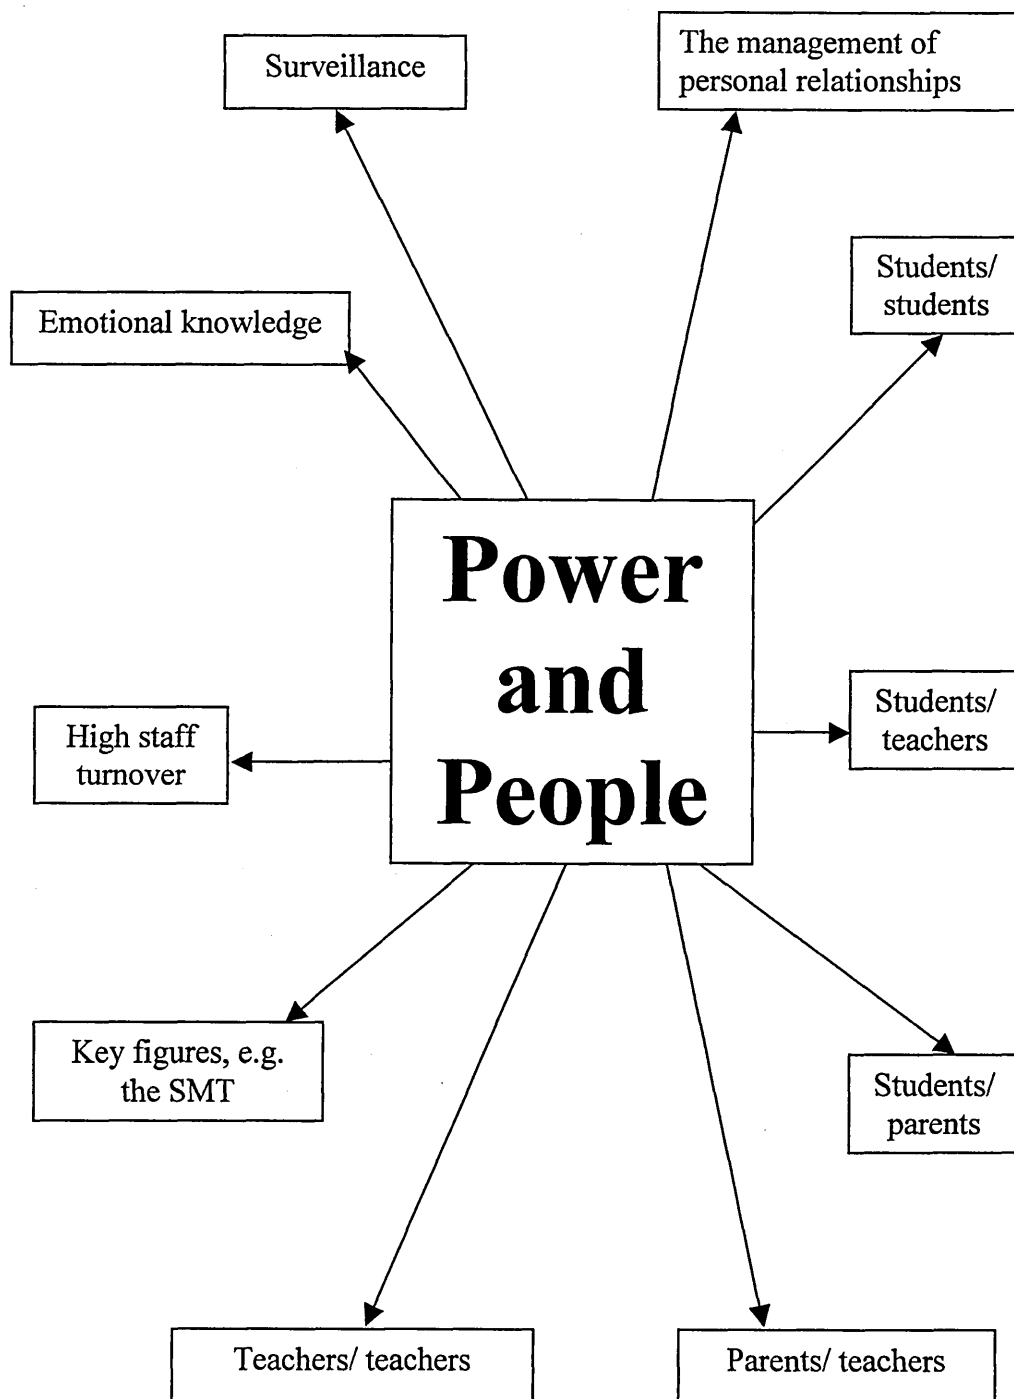 Surveillance
The management of
personal relationships
Students/
students
Emotional knowledge
Power
and
People
High staff
turnover
Students/
teachers
Key figures, e.g.
the SMT
Students/
parents
Teachers/ teachers
Parents/ teachers